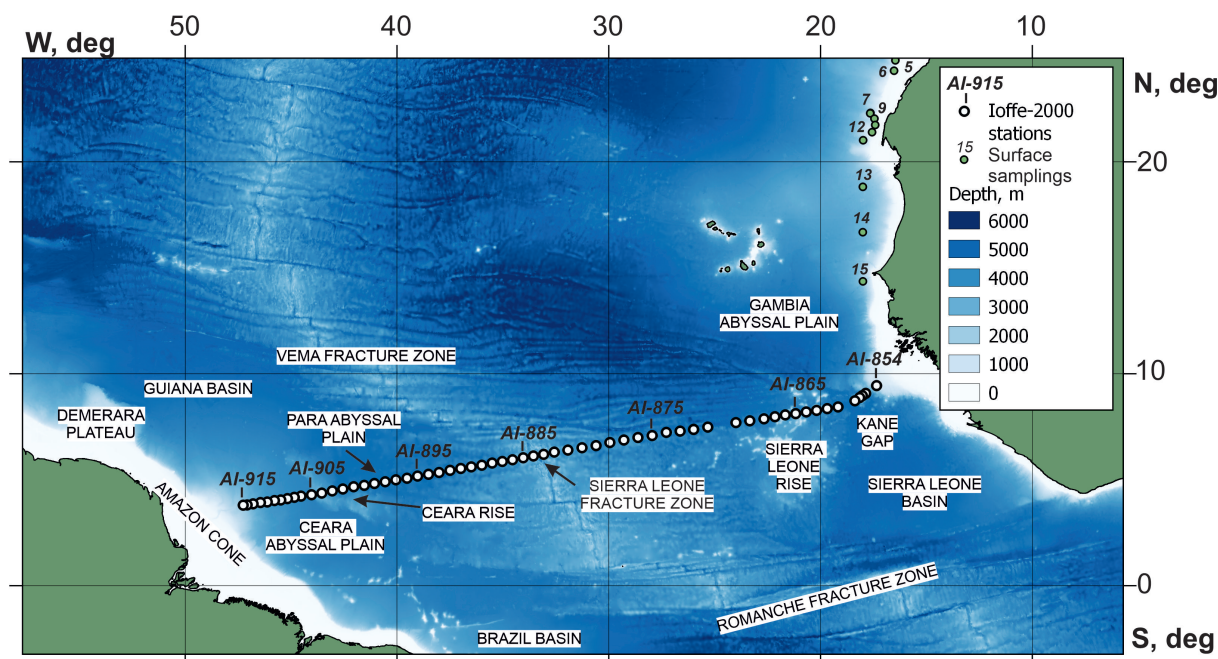 50
40
30
20
10
W, deg
N, deg
AI-915
Ioffe-2000
stations
15
Surface
samplings
Depth, m
6000
5000
4000
3000
2000
1000
0
6
5
7
9
12
13
14
15
20
10
0
S, deg
GAMBIA
ABYSSAL PLAIN
VEMA FRACTURE ZONE
AI-854
AI-865
AI-875
AI-885
AI-895
AI-905
AI-915
GUIANA BASIN
DEMERARA
PLATEAU
PARA ABYSSAL
PLAIN
KANE
GAP
SIERRA
LEONE
RISE
SIERRA LEONE
BASIN
SIERRA LEONE
FRACTURE ZONE
CEARA RISE
CEARA
ABYSSAL PLAIN
AMAZON CONE
ROMANCHE FRACTURE ZONE
BRAZIL BASIN